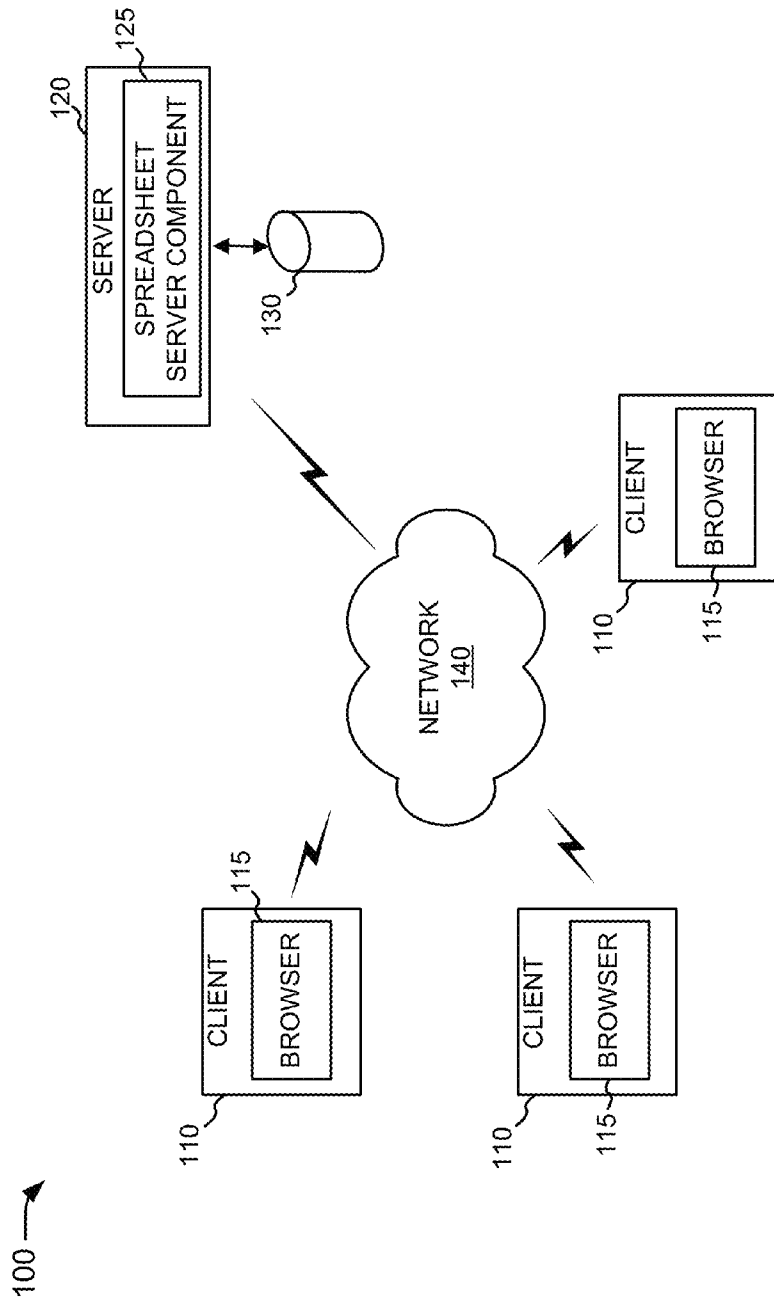 100
120
SERVER
125
SPREADSHEET
SERVER COMPONENT
110
CLIENT
115
BROWSER
130
NETWORK
140
110
CLIENT
115
BROWSER
110
CLIENT
115
BROWSER